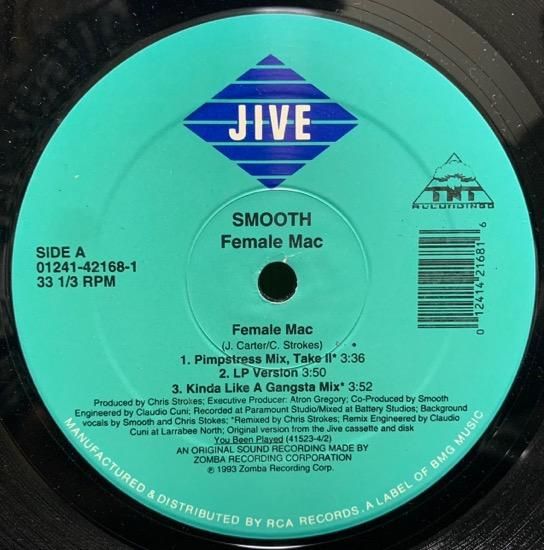 JIVE
TNT
RECORDINGS
SMOOTH
Female Mac
SIDE A
01241-42168-1
33 1/3 RPM
0 12414 21681 6
Female Mac
(J. Carter/C. Strokes)
1. Pimpstress Mix, Take II* 3:36
2. LP Version 3:50
3. Kinda Like A Gangsta Mix* 3:52
Produced by Chris Strokes; Executive Producer: Atron Gregory; Co-Produced by Smooth
Engineered by Claudio Cuni; Recorded at Paramount Studio/Mixed at Battery Studios; Background
vocals by Smooth and Chris Stokes; *Remixed by Chris Strokes; Remix Engineered by Claudio
Cuni at Larrabee North; Original version from the Jive cassette and disk
You Been Played (41523-4/2)
AN ORIGINAL SOUND RECORDING MADE BY
ZOMBA RECORDING CORPORATION
℗ 1993 Zomba Recording Corp.
MANUFACTURED & DISTRIBUTED BY RCA RECORDS. A LABEL OF BMG MUSIC